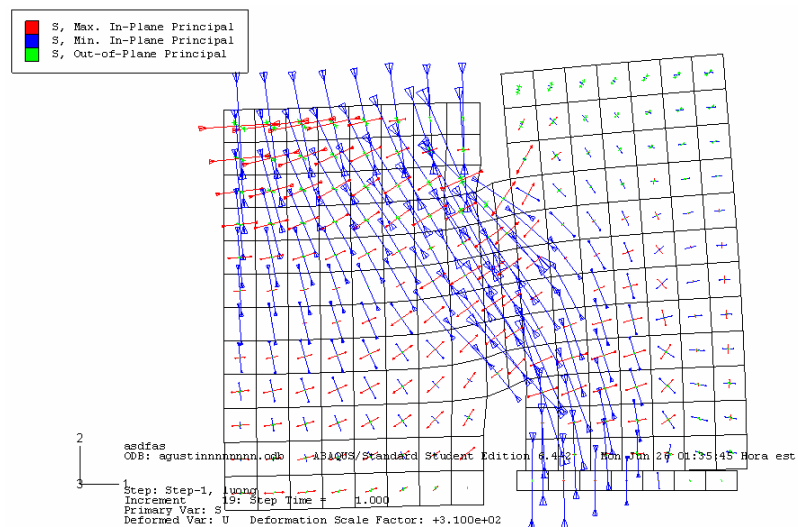 S, Max. In-Plane Principal
S, Min. In-Plane Principal
S, Out-of-Plane Principal
2
3
1
asdfas
ODB: agustinnnnnnnn.odb ABAQUS/Standard Student Edition 6.4-2 Mon Jun 28 01:35:45 Hora est
Step: Step-1,
Increment 19: Step Time = 1.000
Primary Var: S
Deformed Var: U Deformation Scale Factor: +3.100e+02